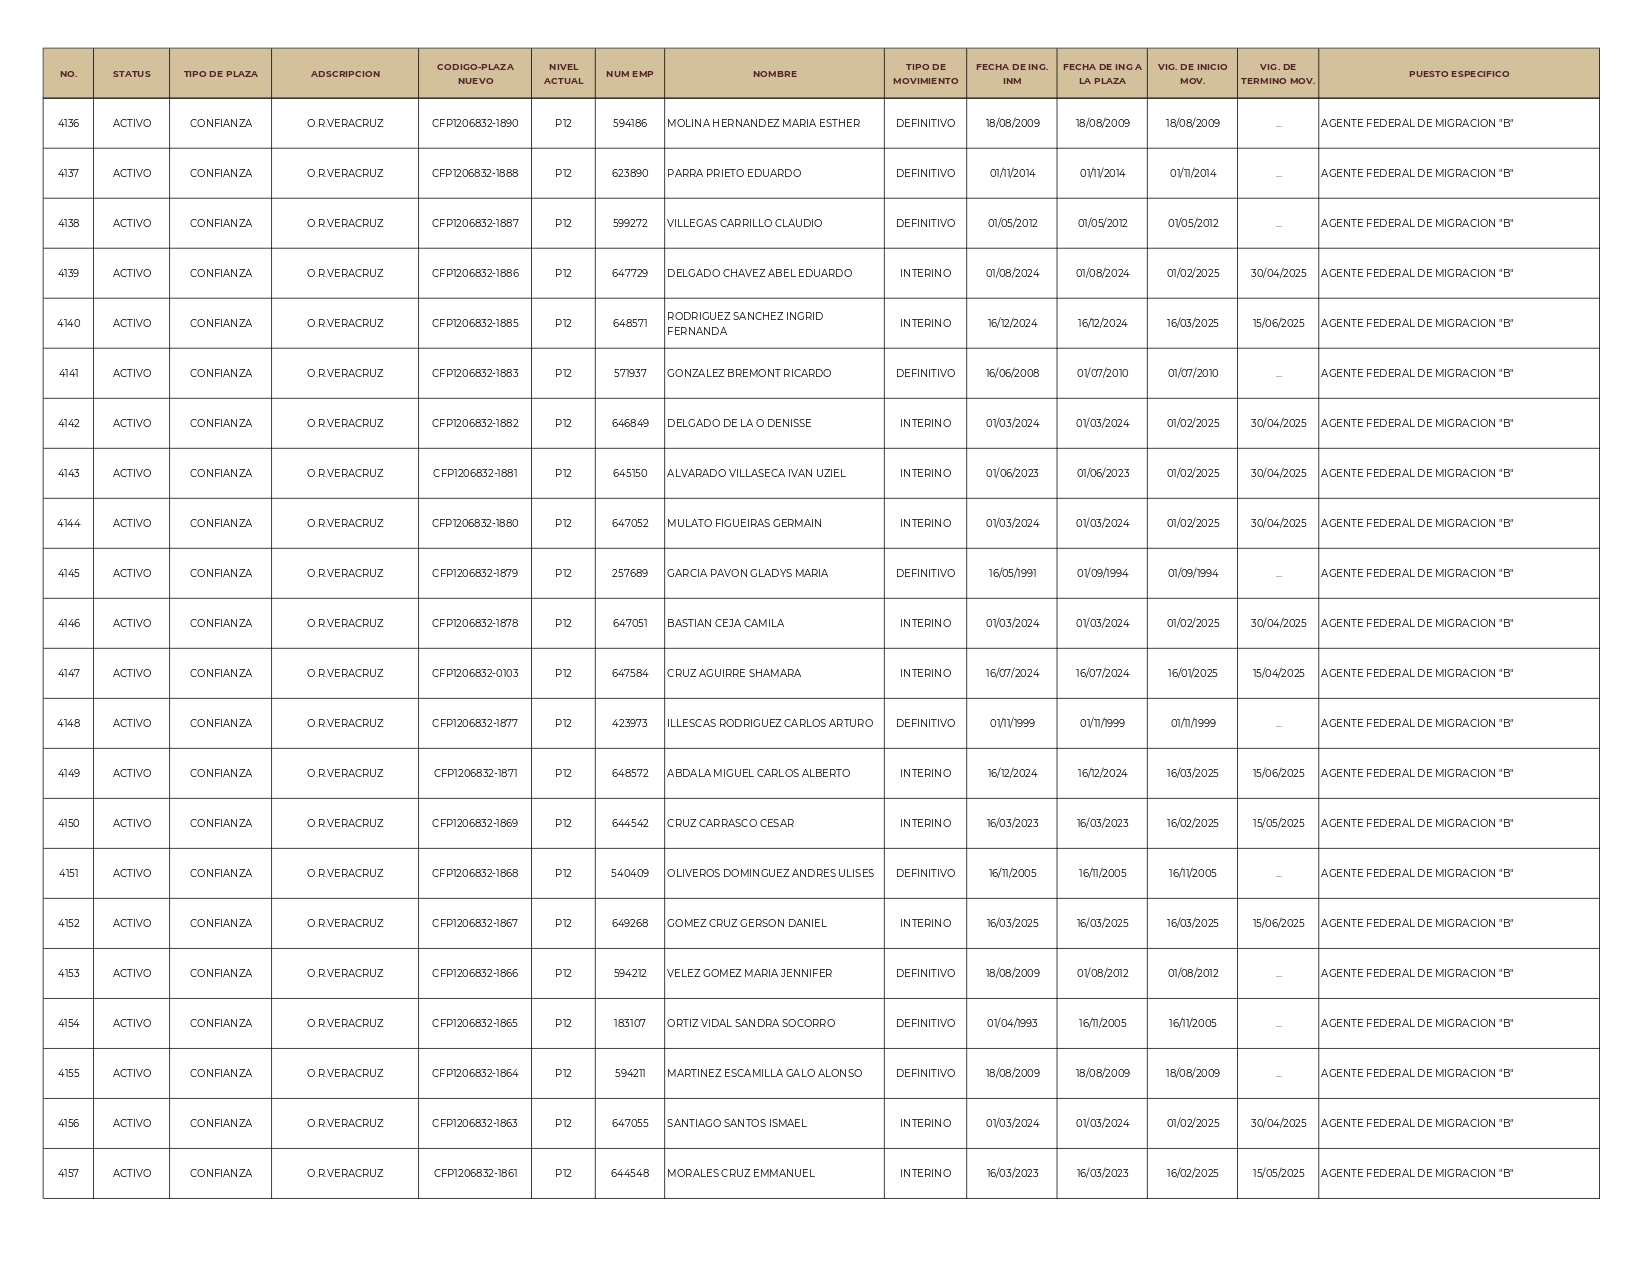 NO. STATUS TIPO DE PLAZA ADSCRIPCION CODIGO-PLAZA NUEVO NIVEL ACTUAL NUM EMP NOMBRE TIPO DE MOVIMIENTO FECHA DE ING. INM FECHA DE ING A LA PLAZA VIG. DE INICIO MOV. VIG. DE TERMINO MOV. PUESTO ESPECIFICO
4136 ACTIVO CONFIANZA O.R.VERACRUZ CFP1206832-1890 P12 594186 MOLINA HERNANDEZ MARIA ESTHER DEFINITIVO 18/08/2009 18/08/2009 18/08/2009 ... AGENTE FEDERAL DE MIGRACION "B"
4137 ACTIVO CONFIANZA O.R.VERACRUZ CFP1206832-1888 P12 623890 PARRA PRIETO EDUARDO DEFINITIVO 01/11/2014 01/11/2014 01/11/2014 ... AGENTE FEDERAL DE MIGRACION "B"
4138 ACTIVO CONFIANZA O.R.VERACRUZ CFP1206832-1887 P12 599272 VILLEGAS CARRILLO CLAUDIO DEFINITIVO 01/05/2012 01/05/2012 01/05/2012 ... AGENTE FEDERAL DE MIGRACION "B"
4139 ACTIVO CONFIANZA O.R.VERACRUZ CFP1206832-1886 P12 647729 DELGADO CHAVEZ ABEL EDUARDO INTERINO 01/08/2024 01/08/2024 01/02/2025 30/04/2025 AGENTE FEDERAL DE MIGRACION "B"
4140 ACTIVO CONFIANZA O.R.VERACRUZ CFP1206832-1885 P12 648571 RODRIGUEZ SANCHEZ INGRID FERNANDA INTERINO 16/12/2024 16/12/2024 16/03/2025 15/06/2025 AGENTE FEDERAL DE MIGRACION "B"
4141 ACTIVO CONFIANZA O.R.VERACRUZ CFP1206832-1883 P12 571937 GONZALEZ BREMONT RICARDO DEFINITIVO 16/06/2008 01/07/2010 01/07/2010 ... AGENTE FEDERAL DE MIGRACION "B"
4142 ACTIVO CONFIANZA O.R.VERACRUZ CFP1206832-1882 P12 646849 DELGADO DE LA O DENISSE INTERINO 01/03/2024 01/03/2024 01/02/2025 30/04/2025 AGENTE FEDERAL DE MIGRACION "B"
4143 ACTIVO CONFIANZA O.R.VERACRUZ CFP1206832-1881 P12 645150 ALVARADO VILLASECA IVAN UZIEL INTERINO 01/06/2023 01/06/2023 01/02/2025 30/04/2025 AGENTE FEDERAL DE MIGRACION "B"
4144 ACTIVO CONFIANZA O.R.VERACRUZ CFP1206832-1880 P12 647052 MULATO FIGUEIRAS GERMAIN INTERINO 01/03/2024 01/03/2024 01/02/2025 30/04/2025 AGENTE FEDERAL DE MIGRACION "B"
4145 ACTIVO CONFIANZA O.R.VERACRUZ CFP1206832-1879 P12 257689 GARCIA PAVON GLADYS MARIA DEFINITIVO 16/05/1991 01/09/1994 01/09/1994 ... AGENTE FEDERAL DE MIGRACION "B"
4146 ACTIVO CONFIANZA O.R.VERACRUZ CFP1206832-1878 P12 647051 BASTIAN CEJA CAMILA INTERINO 01/03/2024 01/03/2024 01/02/2025 30/04/2025 AGENTE FEDERAL DE MIGRACION "B"
4147 ACTIVO CONFIANZA O.R.VERACRUZ CFP1206832-0103 P12 647584 CRUZ AGUIRRE SHAMARA INTERINO 16/07/2024 16/07/2024 16/01/2025 15/04/2025 AGENTE FEDERAL DE MIGRACION "B"
4148 ACTIVO CONFIANZA O.R.VERACRUZ CFP1206832-1877 P12 423973 ILLESCAS RODRIGUEZ CARLOS ARTURO DEFINITIVO 01/11/1999 01/11/1999 01/11/1999 ... AGENTE FEDERAL DE MIGRACION "B"
4149 ACTIVO CONFIANZA O.R.VERACRUZ CFP1206832-1871 P12 648572 ABDALA MIGUEL CARLOS ALBERTO INTERINO 16/12/2024 16/12/2024 16/03/2025 15/06/2025 AGENTE FEDERAL DE MIGRACION "B"
4150 ACTIVO CONFIANZA O.R.VERACRUZ CFP1206832-1869 P12 644542 CRUZ CARRASCO CESAR INTERINO 16/03/2023 16/03/2023 16/02/2025 15/05/2025 AGENTE FEDERAL DE MIGRACION "B"
4151 ACTIVO CONFIANZA O.R.VERACRUZ CFP1206832-1868 P12 540409 OLIVEROS DOMINGUEZ ANDRES ULISES DEFINITIVO 16/11/2005 16/11/2005 16/11/2005 ... AGENTE FEDERAL DE MIGRACION "B"
4152 ACTIVO CONFIANZA O.R.VERACRUZ CFP1206832-1867 P12 649268 GOMEZ CRUZ GERSON DANIEL INTERINO 16/03/2025 16/03/2025 16/03/2025 15/06/2025 AGENTE FEDERAL DE MIGRACION "B"
4153 ACTIVO CONFIANZA O.R.VERACRUZ CFP1206832-1866 P12 594212 VELEZ GOMEZ MARIA JENNIFER DEFINITIVO 18/08/2009 01/08/2012 01/08/2012 ... AGENTE FEDERAL DE MIGRACION "B"
4154 ACTIVO CONFIANZA O.R.VERACRUZ CFP1206832-1865 P12 183107 ORTIZ VIDAL SANDRA SOCORRO DEFINITIVO 01/04/1993 16/11/2005 16/11/2005 ... AGENTE FEDERAL DE MIGRACION "B"
4155 ACTIVO CONFIANZA O.R.VERACRUZ CFP1206832-1864 P12 594211 MARTINEZ ESCAMILLA GALO ALONSO DEFINITIVO 18/08/2009 18/08/2009 18/08/2009 ... AGENTE FEDERAL DE MIGRACION "B"
4156 ACTIVO CONFIANZA O.R.VERACRUZ CFP1206832-1863 P12 647055 SANTIAGO SANTOS ISMAEL INTERINO 01/03/2024 01/03/2024 01/02/2025 30/04/2025 AGENTE FEDERAL DE MIGRACION "B"
4157 ACTIVO CONFIANZA O.R.VERACRUZ CFP1206832-1861 P12 644548 MORALES CRUZ EMMANUEL INTERINO 16/03/2023 16/03/2023 16/02/2025 15/05/2025 AGENTE FEDERAL DE MIGRACION "B"